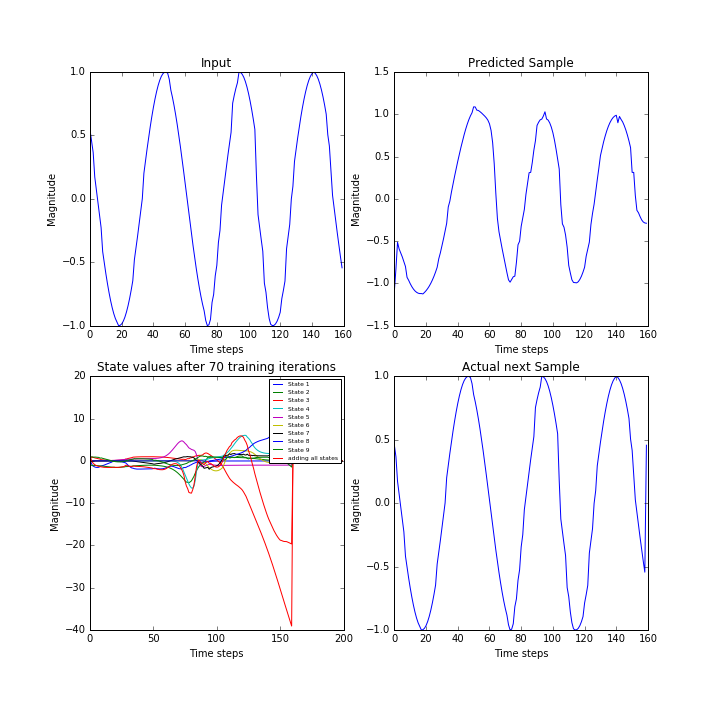 Input
1.0
0.5
0.0
−0.5
−1.0
Magnitude
0 20 40 60 80 100 120 140 160
Time steps
Predicted Sample
1.5
1.0
0.5
0.0
−0.5
−1.0
−1.5
Magnitude
0 20 40 60 80 100 120 140 160
Time steps
State values after 70 training iterations
20
10
0
−10
−20
−30
−40
Magnitude
0 50 100 150 200
Time steps
State 1
State 2
State 3
State 4
State 5
State 6
State 7
State 8
State 9
adding all states
Actual next Sample
1.0
0.5
0.0
−0.5
−1.0
Magnitude
0 20 40 60 80 100 120 140 160
Time steps